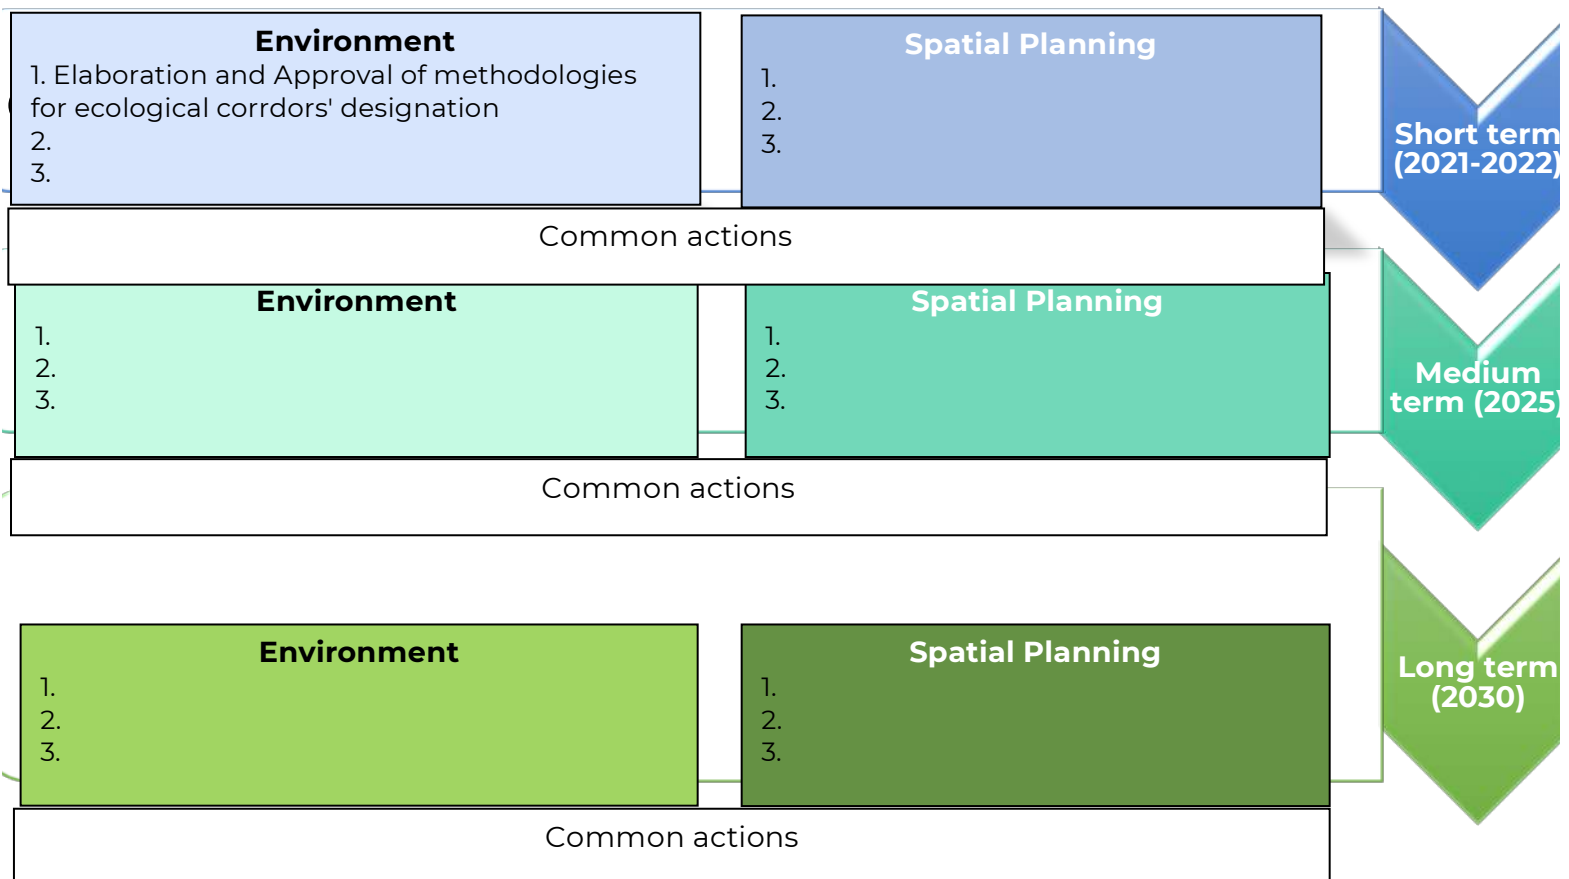 Environment
1. Elaboration and Approval of methodologies
for ecological corrdors' designation
2.
3.
Spatial Planning
1.
2.
3.
Short term
(2021-2022)
Common actions
Environment
1.
2.
3.
Spatial Planning
1.
2.
3.
Medium
term (2025)
Common actions
Environment
1.
2.
3.
Spatial Planning
1.
2.
3.
Long term
(2030)
Common actions